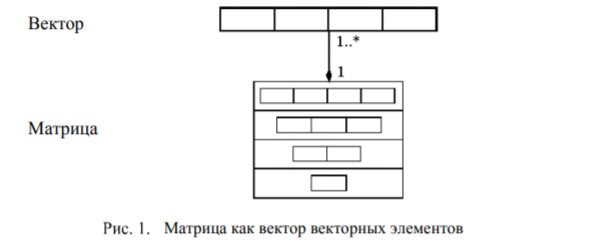 Вектор
1..*
1
Матрица
Рис. 1. Матрица как вектор векторных элементов